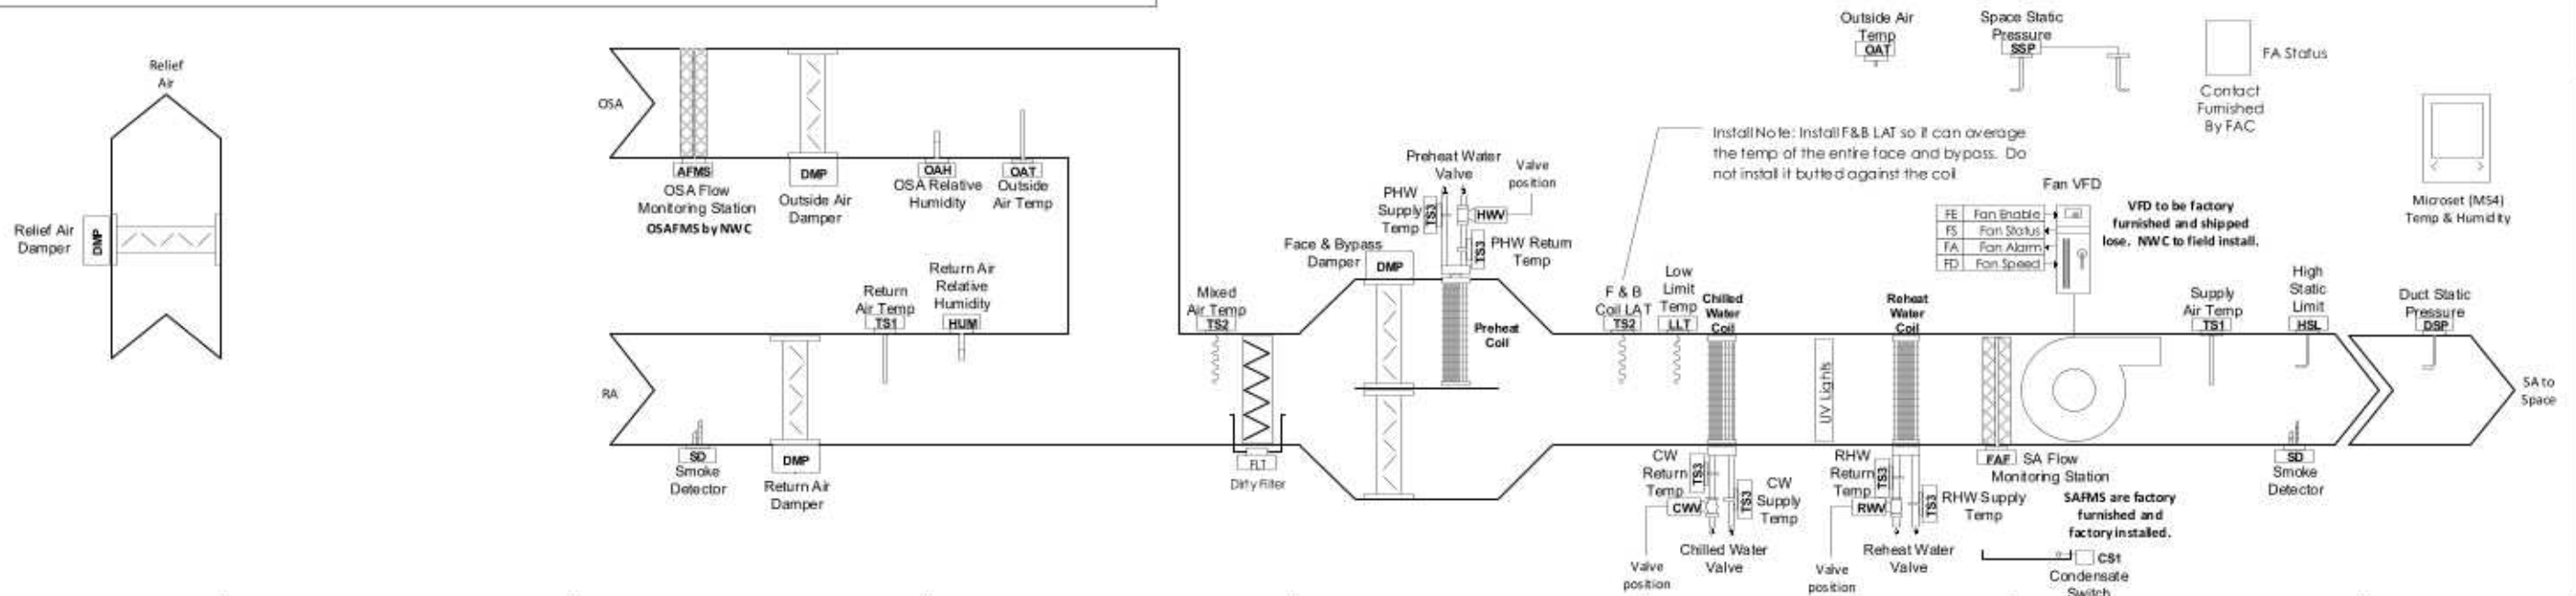 Relief
Air
Relief Air
Damper
DMP
OSA
AFMS
OSA Flow
Monitoring Station
OSAFMS by NWC
DMP
Outside Air
Damper
OAH
OSA Relative
Humidity
OAT
Outside
Air Temp
RA
SD
Smoke
Detector
DMP
Return Air
Damper
Return
Air Temp
TS1
Return Air
Relative
Humidity
HUM
Mixed
Air Temp
TS2
FLT
Dirty Filter
Face & Bypass
Damper
DMP
Preheat Water
Valve
Valve
position
PHW
Supply
Temp
TS3
HWV
TS3
PHW Return
Temp
Preheat
Coil
Install Note: Install F&B LAT so it can average
the temp of the entire face and bypass. Do
not install it butted against the coil
F & B
Coil LAT
TS2
Low
Limit
Temp
LLT
Chilled
Water
Coil
CW
Return
Temp
TS3
CWV
TS3
CW
Supply
Temp
Chilled Water
Valve
Valve
position
UV Lights
Reheat
Water
Coil
RHW
Return
Temp
TS3
RWV
TS3
RHW Supply
Temp
Reheat Water
Valve
Valve
position
FAF
SA Flow
Monitoring Station
SAFMS are factory
furnished and
factory installed.
CS1
Condensate
Switch
Outside Air
Temp
OAT
Space Static
Pressure
SSP
FA Status
Contact
Furnished
By FAC
Microset (MS4)
Temp & Humidity
Fan VFD
FE Fan Enable
FS Fan Status
FA Fan Alarm
FD Fan Speed
VFD to be factory
furnished and shipped
lose. NWC to field install.
Supply
Air Temp
TS1
High
Static
Limit
HSL
SD
Smoke
Detector
Duct Static
Pressure
DSP
SA to
Space